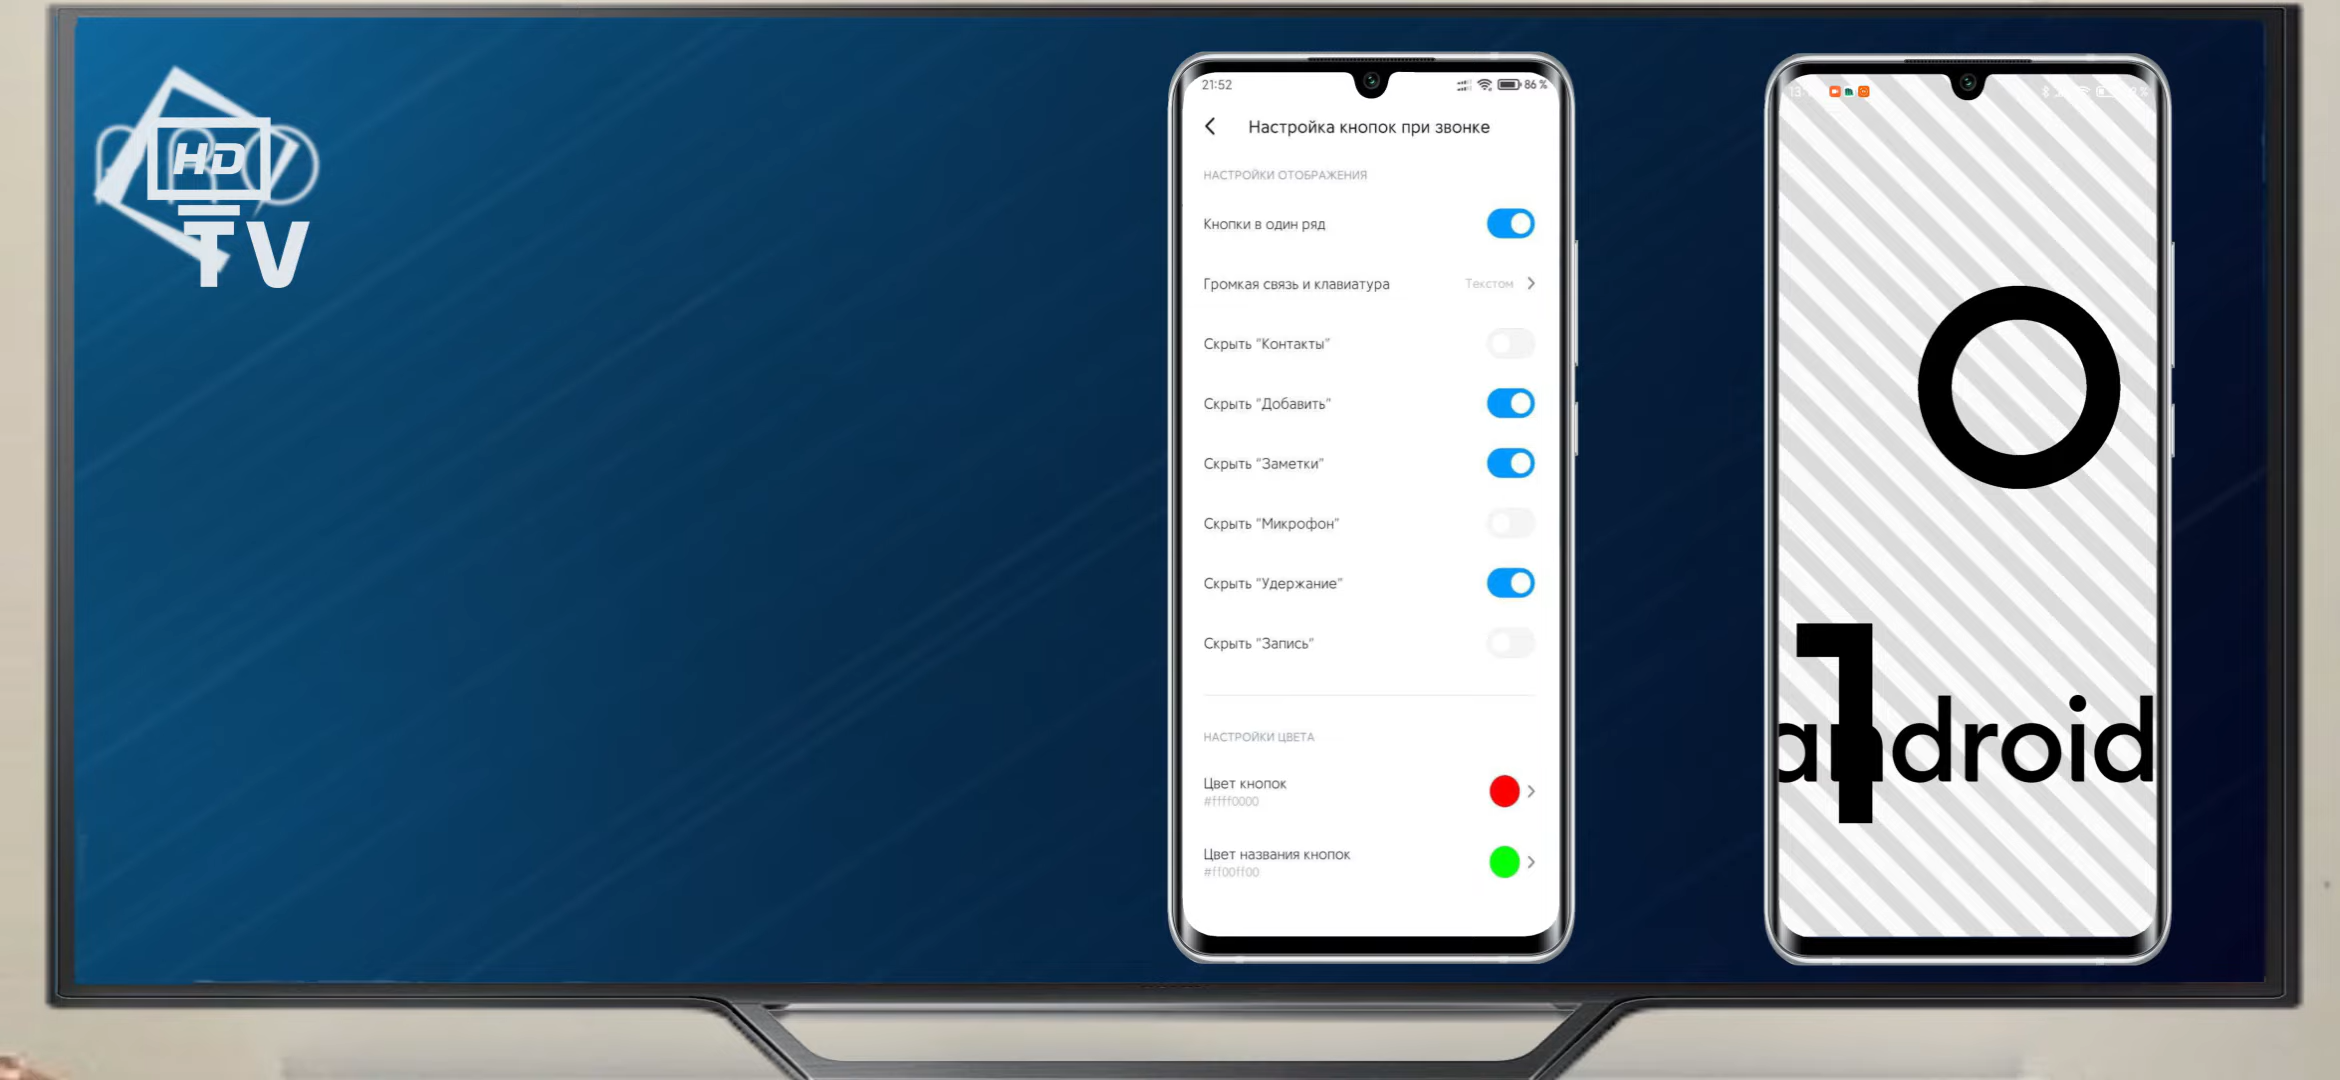 HD
TV
21:52
86 %
Настройка кнопок при звонке
НАСТРОЙКИ ОТОБРАЖЕНИЯ
Кнопки в один ряд
Громкая связь и клавиатура Текстом
Скрыть "Контакты"
Скрыть "Добавить"
Скрыть "Заметки"
Скрыть "Микрофон"
Скрыть "Удержание"
Скрыть "Запись"
НАСТРОЙКИ ЦВЕТА
Цвет кнопок
#ffff0000
Цвет названия кнопок
#ff00ff00
1
android